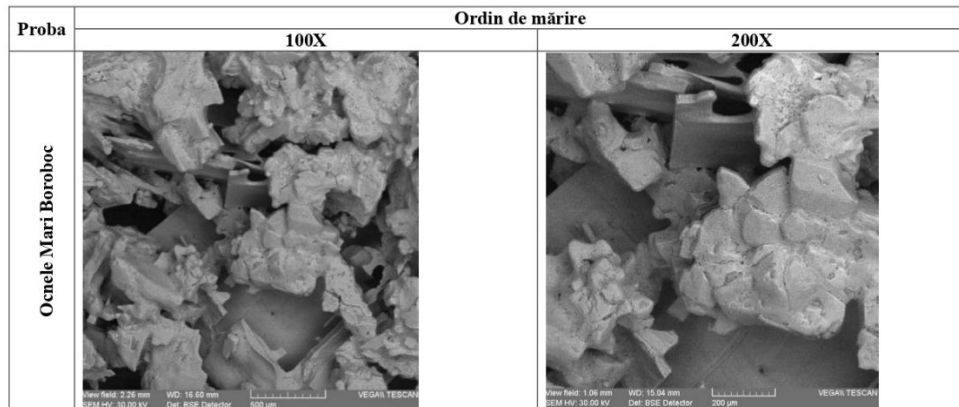 Proba
Ordin de mărire
100X
200X
Ocnele Mari Boroboc
View field: 2.26 mm WD: 16.60 mm VEGA\\ TESCAN
SEM HV: 30.00 kV Det: BSE Detector 500 µm
View field: 1.06 mm WD: 15.04 mm VEGA\\ TESCAN
SEM HV: 30.00 kV Det: BSE Detector 200 µm